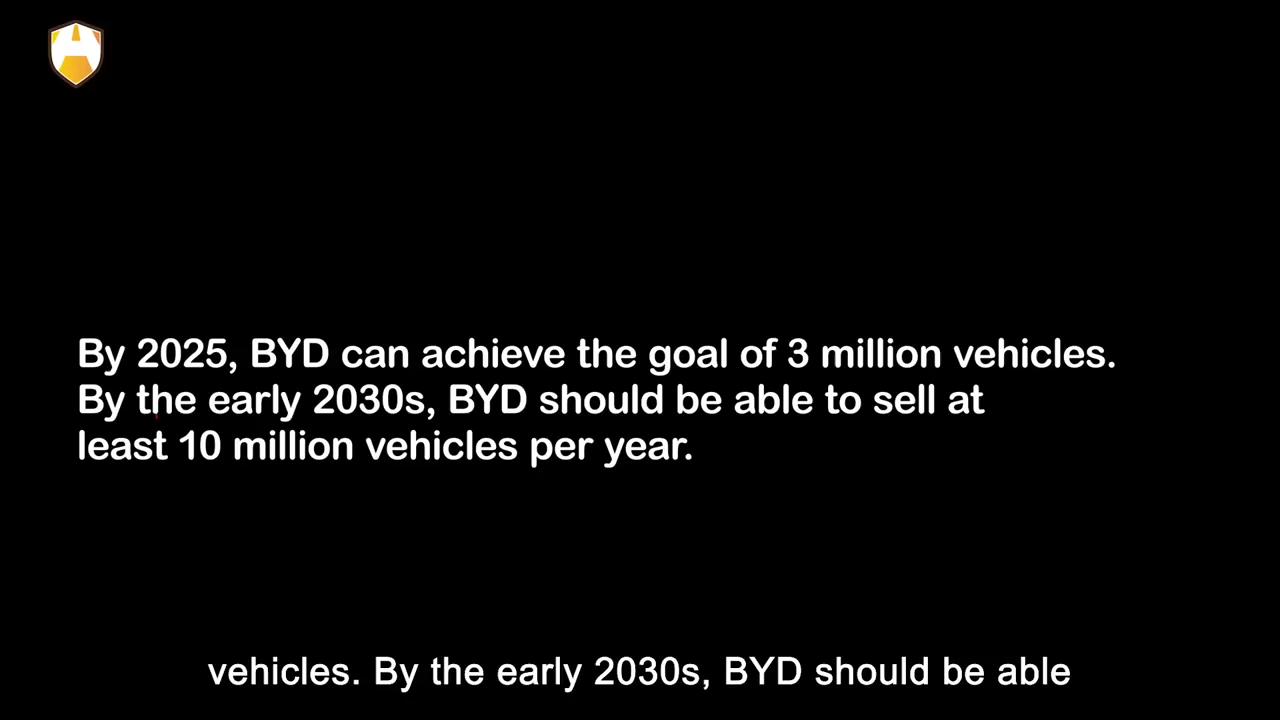 By 2025, BYD can achieve the goal of 3 million vehicles.
By the early 2030s, BYD should be able to sell at
least 10 million vehicles per year.
vehicles. By the early 2030s, BYD should be able